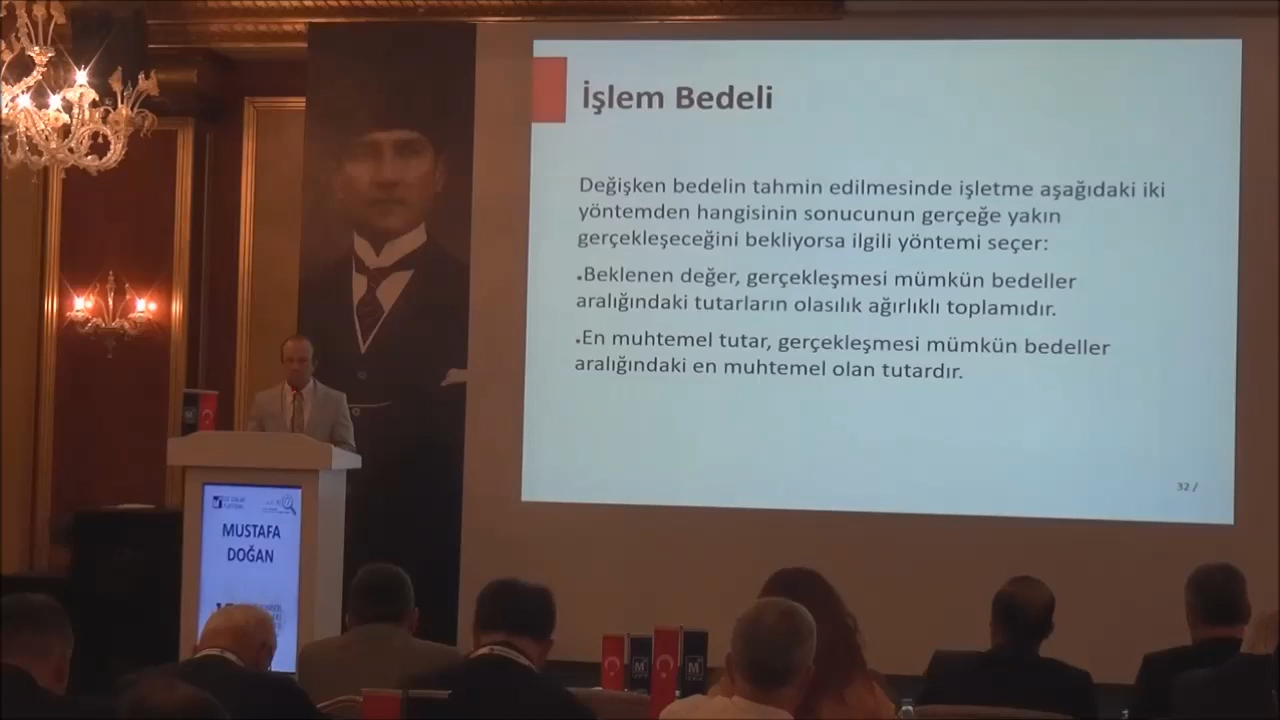 İşlem Bedeli
Değişken bedelin tahmin edilmesinde işletme aşağıdaki iki
yöntemden hangisinin sonucunun gerçeğe yakın
gerçekleşeceğini bekliyorsa ilgili yöntemi seçer:
•Beklenen değer, gerçekleşmesi mümkün bedeller
aralığındaki tutarların olasılık ağırlıklı toplamıdır.
•En muhtemel tutar, gerçekleşmesi mümkün bedeller
aralığındaki en muhtemel olan tutardır.
32 /
MUSTAFA
DOĞAN